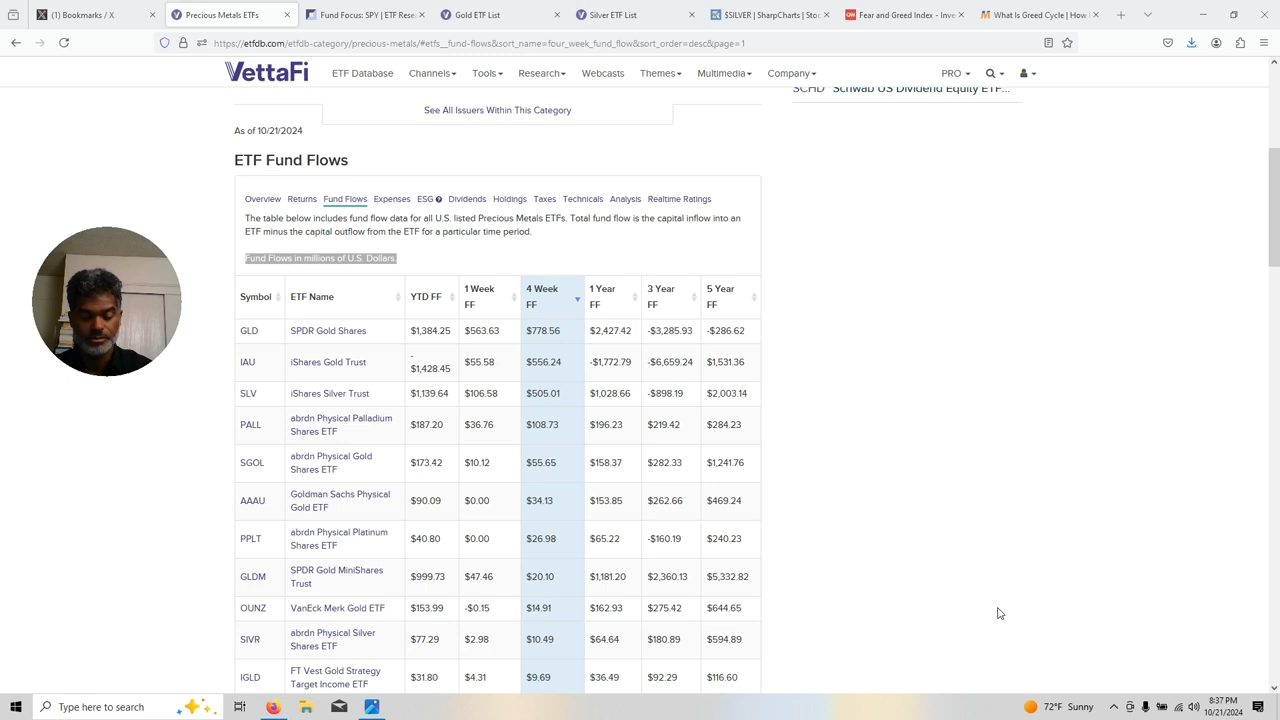 (1) Bookmarks / X
Precious Metals ETFs
Fund Focus: SPY | ETF Rese
Gold ETF List
Silver ETF List
$SILVER | SharpCharts | Sto
Fear and Greed Index - Inve
What Is Greed Cycle | How
https://etfdb.com/etfdb-category/precious-metals/#etfs__fund-flows&sort_name=four_week_fund_flow&sort_order=desc&page=1
VettaFi ETF Database Channels Tools Research Webcasts Themes Multimedia Company PRO
See All Issuers Within This Category
SCHD Schwab US Dividend Equity ETF...
As of 10/21/2024
ETF Fund Flows
Overview Returns Fund Flows Expenses ESG Dividends Holdings Taxes Technicals Analysis Realtime Ratings
The table below includes fund flow data for all U.S. listed Precious Metals ETFs. Total fund flow is the capital inflow into an
ETF minus the capital outflow from the ETF for a particular time period.
Fund Flows in millions of U.S. Dollars.
Symbol ETF Name YTD FF 1 Week FF 4 Week FF 1 Year FF 3 Year FF 5 Year FF
GLD SPDR Gold Shares $1,384.25 $563.63 $778.56 $2,427.42 -$3,285.93 -$286.62
IAU iShares Gold Trust -$1,428.45 $55.58 $556.24 -$1,772.79 -$6,659.24 $1,531.36
SLV iShares Silver Trust $1,139.64 $106.58 $505.01 $1,028.66 -$898.19 $2,003.14
PALL abrdn Physical Palladium Shares ETF $187.20 $36.76 $108.73 $196.23 $219.42 $284.23
SGOL abrdn Physical Gold Shares ETF $173.42 $10.12 $55.65 $158.37 $282.33 $1,241.76
AAAU Goldman Sachs Physical Gold ETF $90.09 $0.00 $34.13 $153.85 $262.66 $469.24
PPLT abrdn Physical Platinum Shares ETF $40.80 $0.00 $26.98 $65.22 -$160.19 $240.23
GLDM SPDR Gold MiniShares Trust $999.73 $47.46 $20.10 $1,181.20 $2,360.13 $5,332.82
OUNZ VanEck Merk Gold ETF $153.99 -$0.15 $14.91 $162.93 $275.42 $644.65
SIVR abrdn Physical Silver Shares ETF $77.29 $2.98 $10.49 $64.64 $180.89 $594.89
IGLD FT Vest Gold Strategy Target Income ETF $31.80 $4.31 $9.69 $36.49 $92.29 $116.60
Type here to search
72°F Sunny
8:37 PM
10/21/2024